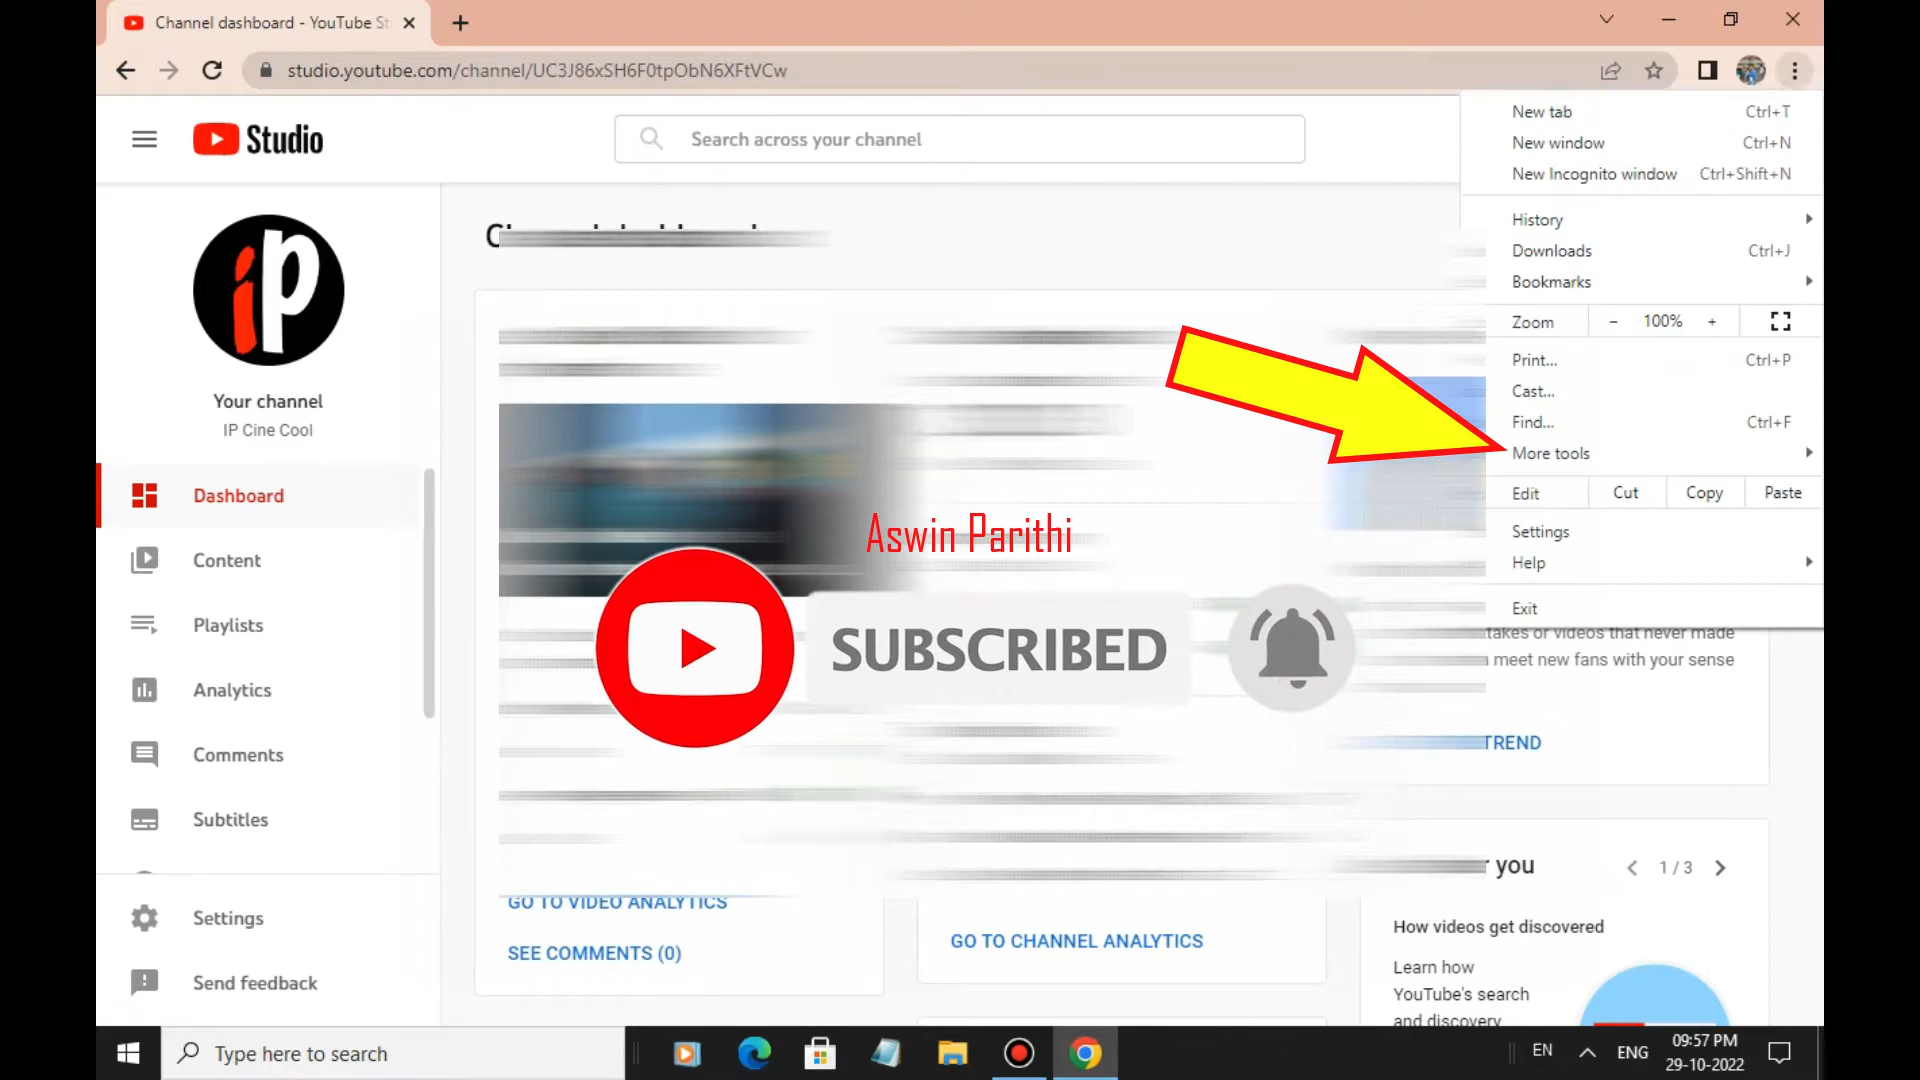 Channel dashboard - YouTube St
studio.youtube.com/channel/UC3J86xSH6F0tpObN6XFtVCw
Studio
Search across your channel
New tab Ctrl+T
New window Ctrl+N
New Incognito window Ctrl+Shift+N
History
Downloads Ctrl+J
Bookmarks
Zoom - 100% +
Print... Ctrl+P
Cast...
Find... Ctrl+F
More tools
Edit Cut Copy Paste
Settings
Help
Exit
iP
Your channel
IP Cine Cool
Dashboard
Content
Playlists
Analytics
Comments
Subtitles
Settings
Send feedback
Aswin Parithi
SUBSCRIBED
takes or videos that never made
meet new fans with your sense
TREND
GO TO VIDEO ANALYTICS
SEE COMMENTS (0)
GO TO CHANNEL ANALYTICS
you
1 / 3
How videos get discovered
Learn how
YouTube's search
and discovery
Type here to search
EN
ENG
09:57 PM
29-10-2022